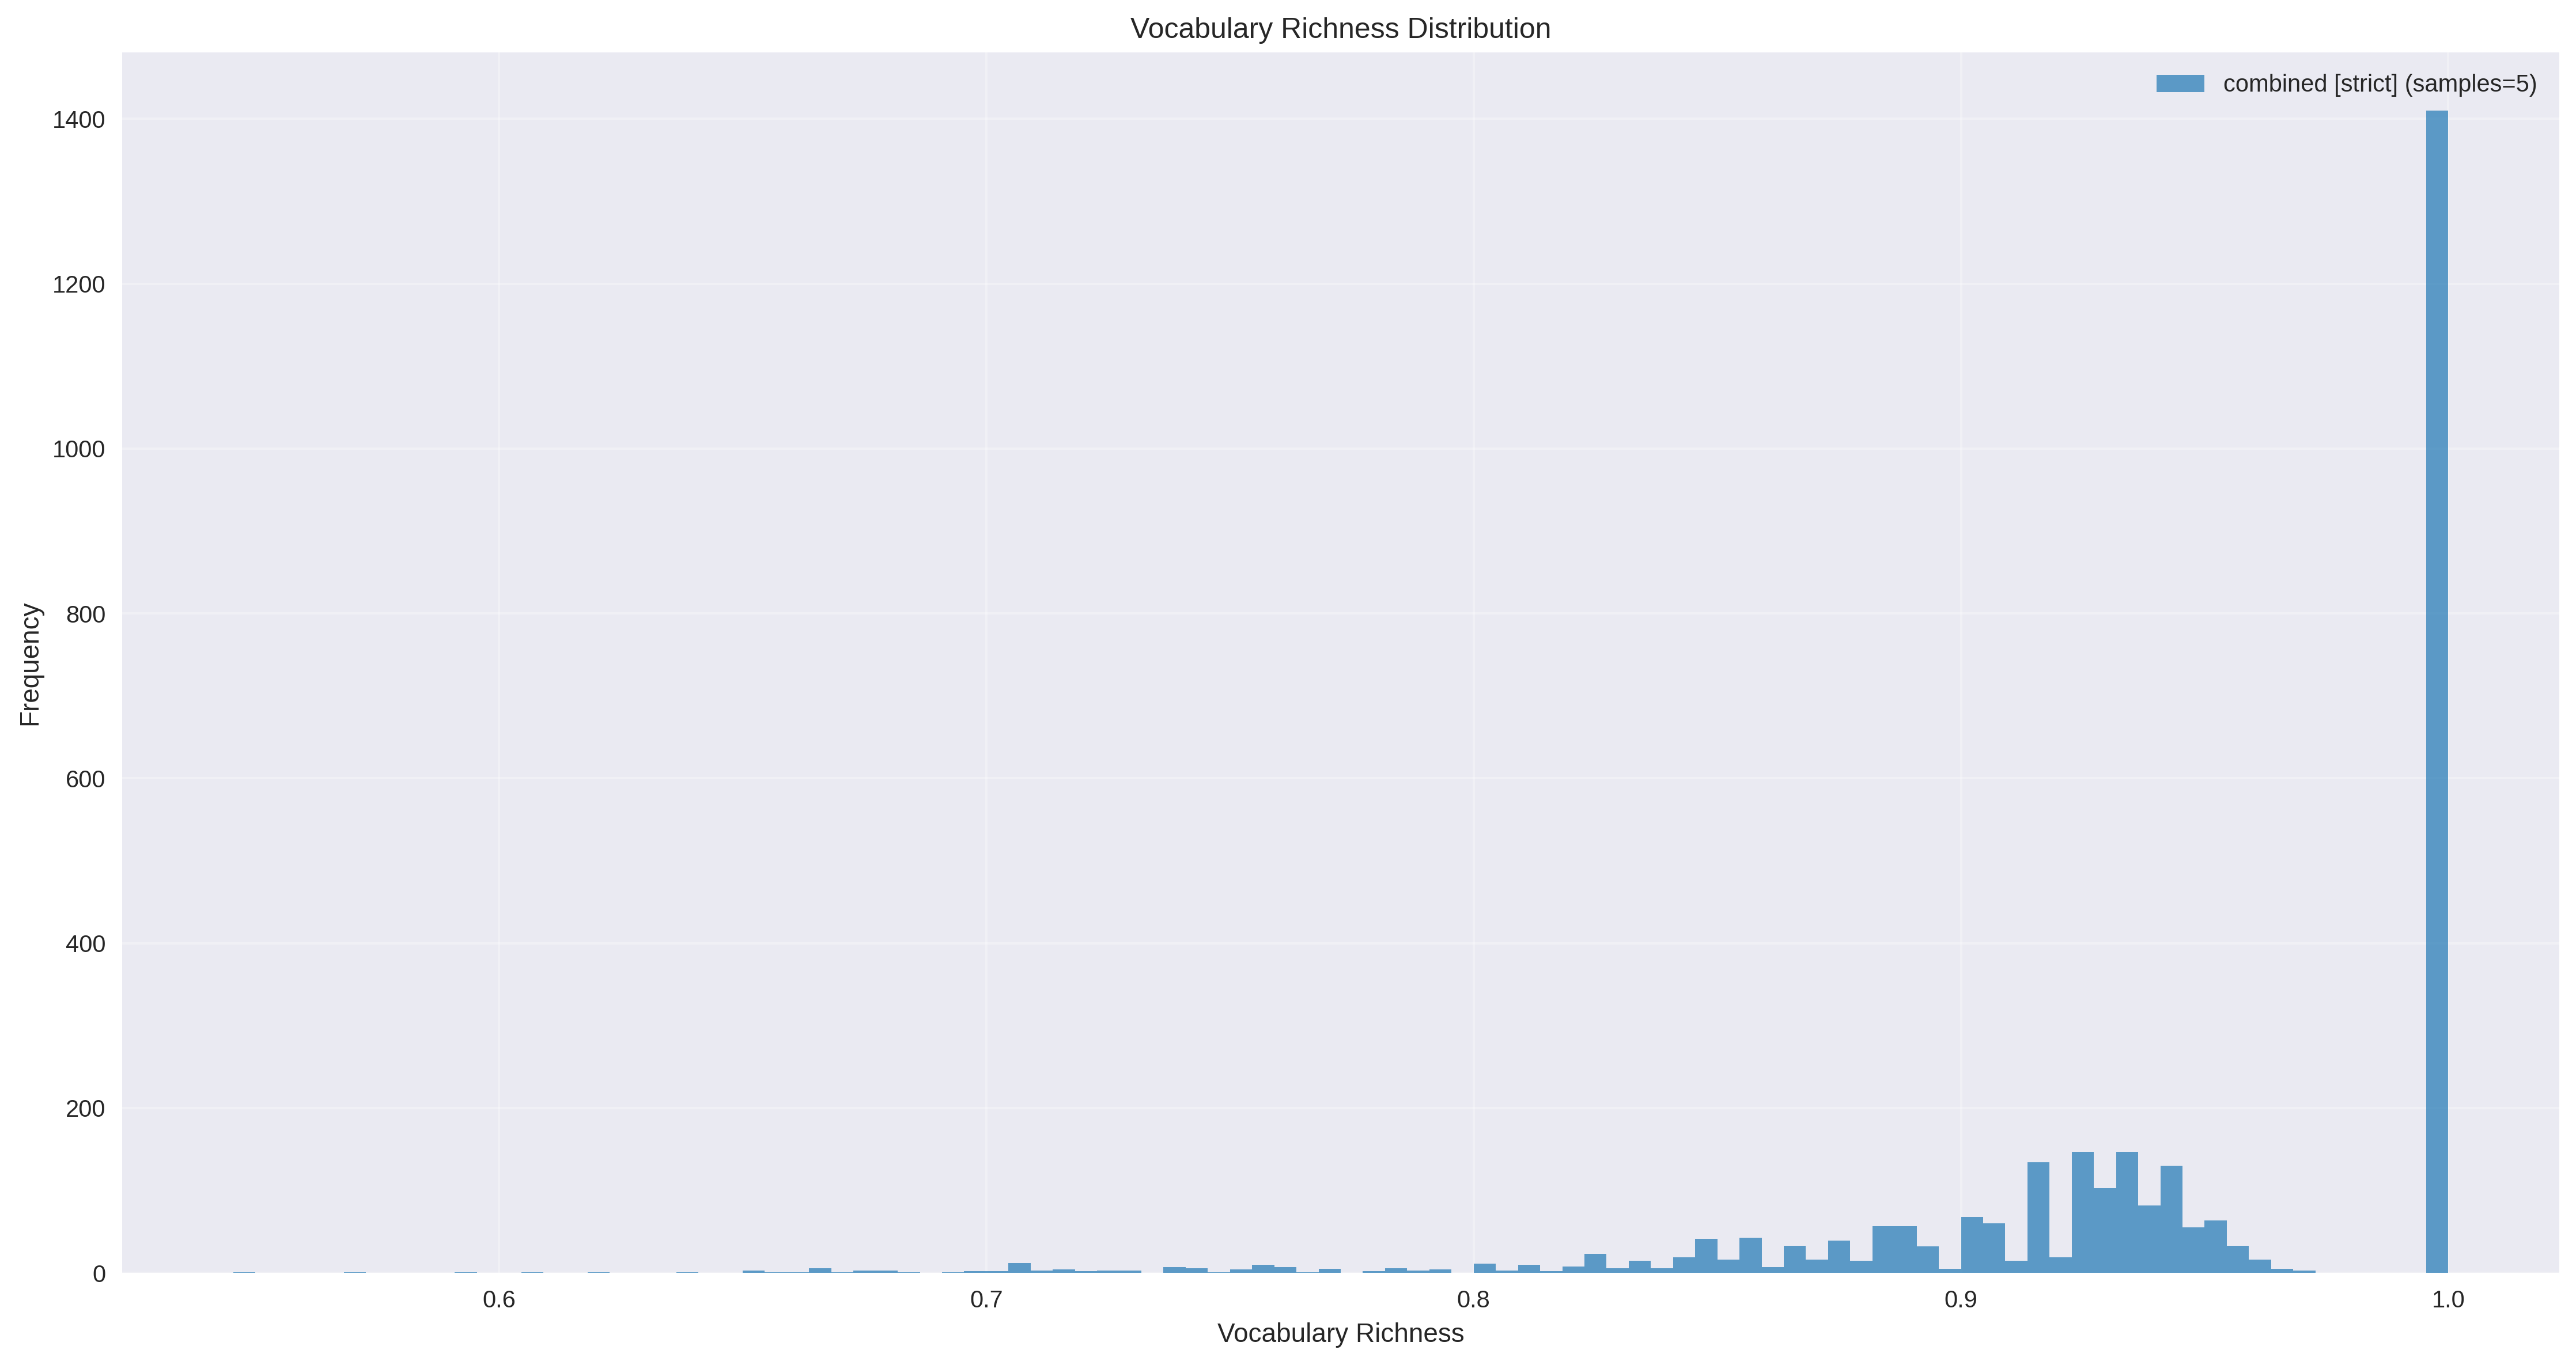 Vocabulary Richness Distribution
combined [strict] (samples=5)
1400
1200
1000
800
600
400
200
0
Frequency
0.6 0.7 0.8 0.9 1.0
Vocabulary Richness